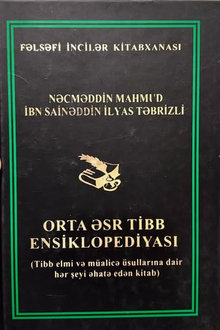 FƏLSƏFİ İNCİLƏR KİTABXANASI
NƏCMƏDDİN MAHMU'D
İBN SAİNƏDDİN İLYAS TƏBRİZLİ
ORTA ƏSR TİBB
ENSİKLOPEDİYASI
(Tibb elmi və müalicə üsullarına dair
hər şeyi əhatə edən kitab)